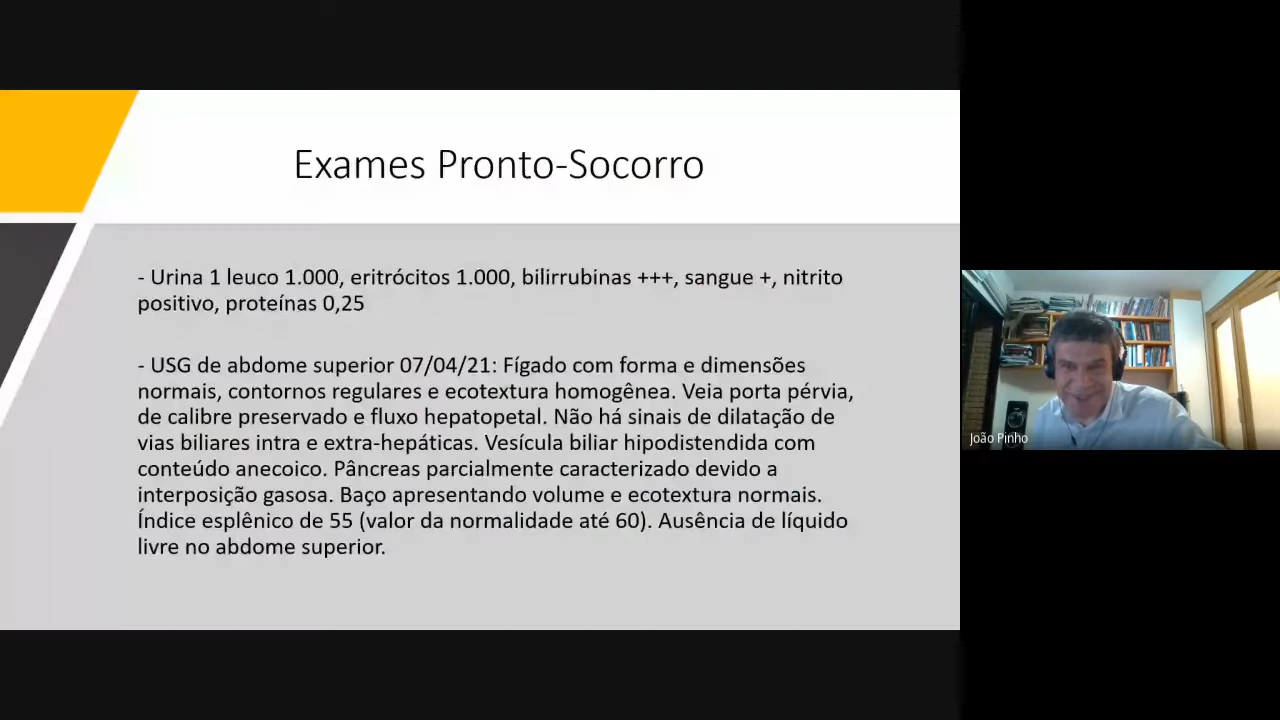 Exames Pronto-Socorro
- Urina 1 leuco 1.000, eritrócitos 1.000, bilirrubinas +++, sangue +, nitrito
positivo, proteínas 0,25
- USG de abdome superior 07/04/21: Fígado com forma e dimensões
normais, contornos regulares e ecotextura homogênea. Veia porta pérvia,
de calibre preservado e fluxo hepatopetal. Não há sinais de dilatação de
vias biliares intra e extra-hepáticas. Vesícula biliar hipodistendida com
conteúdo anecoico. Pâncreas parcialmente caracterizado devido a
interposição gasosa. Baço apresentando volume e ecotextura normais.
Índice esplênico de 55 (valor da normalidade até 60). Ausência de líquido
livre no abdome superior.
João Pinho